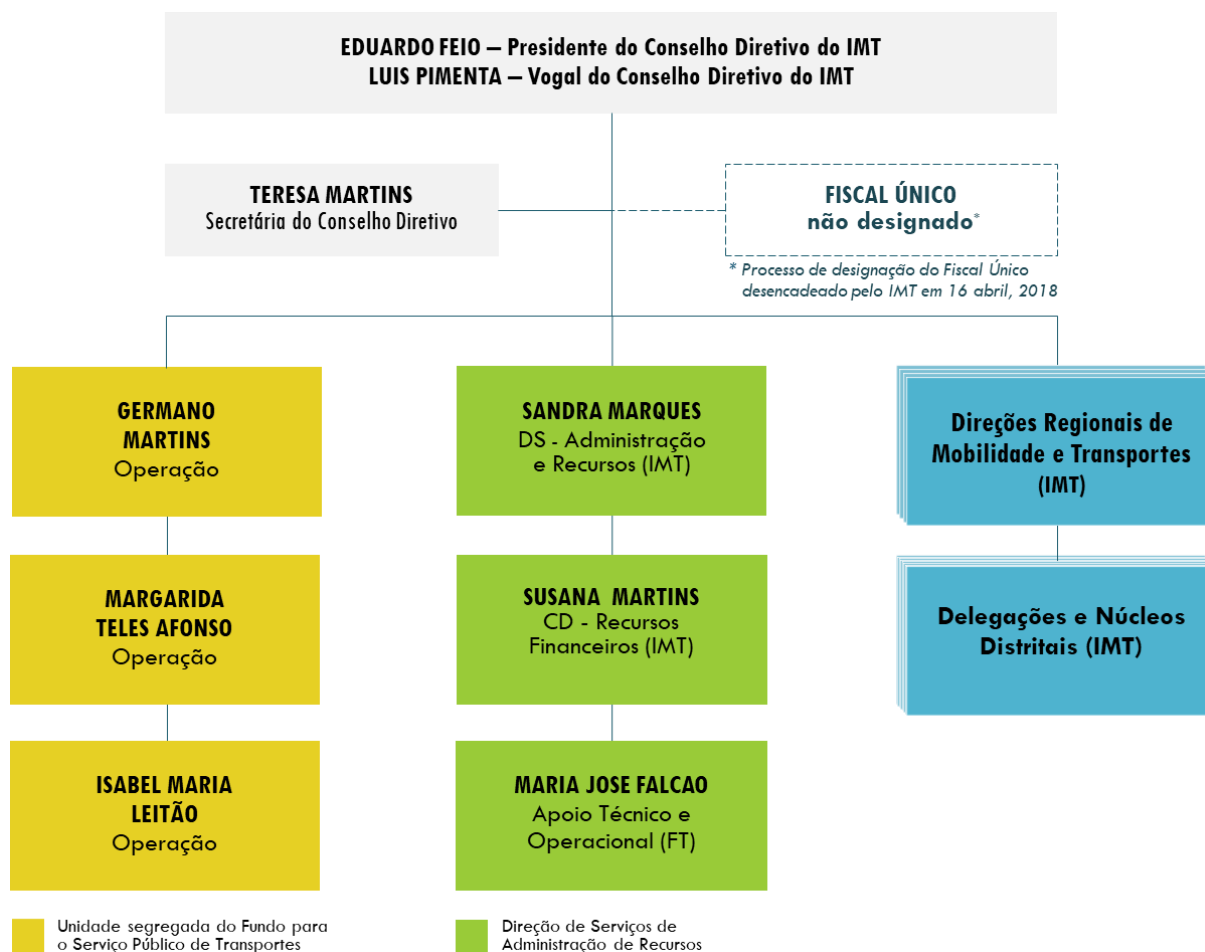 EDUARDO FEIO – Presidente do Conselho Diretivo do IMT
LUIS PIMENTA – Vogal do Conselho Diretivo do IMT
TERESA MARTINS
Secretária do Conselho Diretivo
FISCAL ÚNICO
não designado*
* Processo de designação do Fiscal Único
desencadeado pelo IMT em 16 abril, 2018
GERMANO
MARTINS
Operação
SANDRA MARQUES
DS - Administração
e Recursos (IMT)
Direções Regionais de
Mobilidade e Transportes
(IMT)
MARGARIDA
TELES AFONSO
Operação
SUSANA MARTINS
CD - Recursos
Financeiros (IMT)
Delegações e Núcleos
Distritais (IMT)
ISABEL MARIA
LEITÃO
Operação
MARIA JOSE FALCAO
Apoio Técnico e
Operacional (FT)
Unidade segregada do Fundo para
o Serviço Público de Transportes
Direção de Serviços de
Administração de Recursos